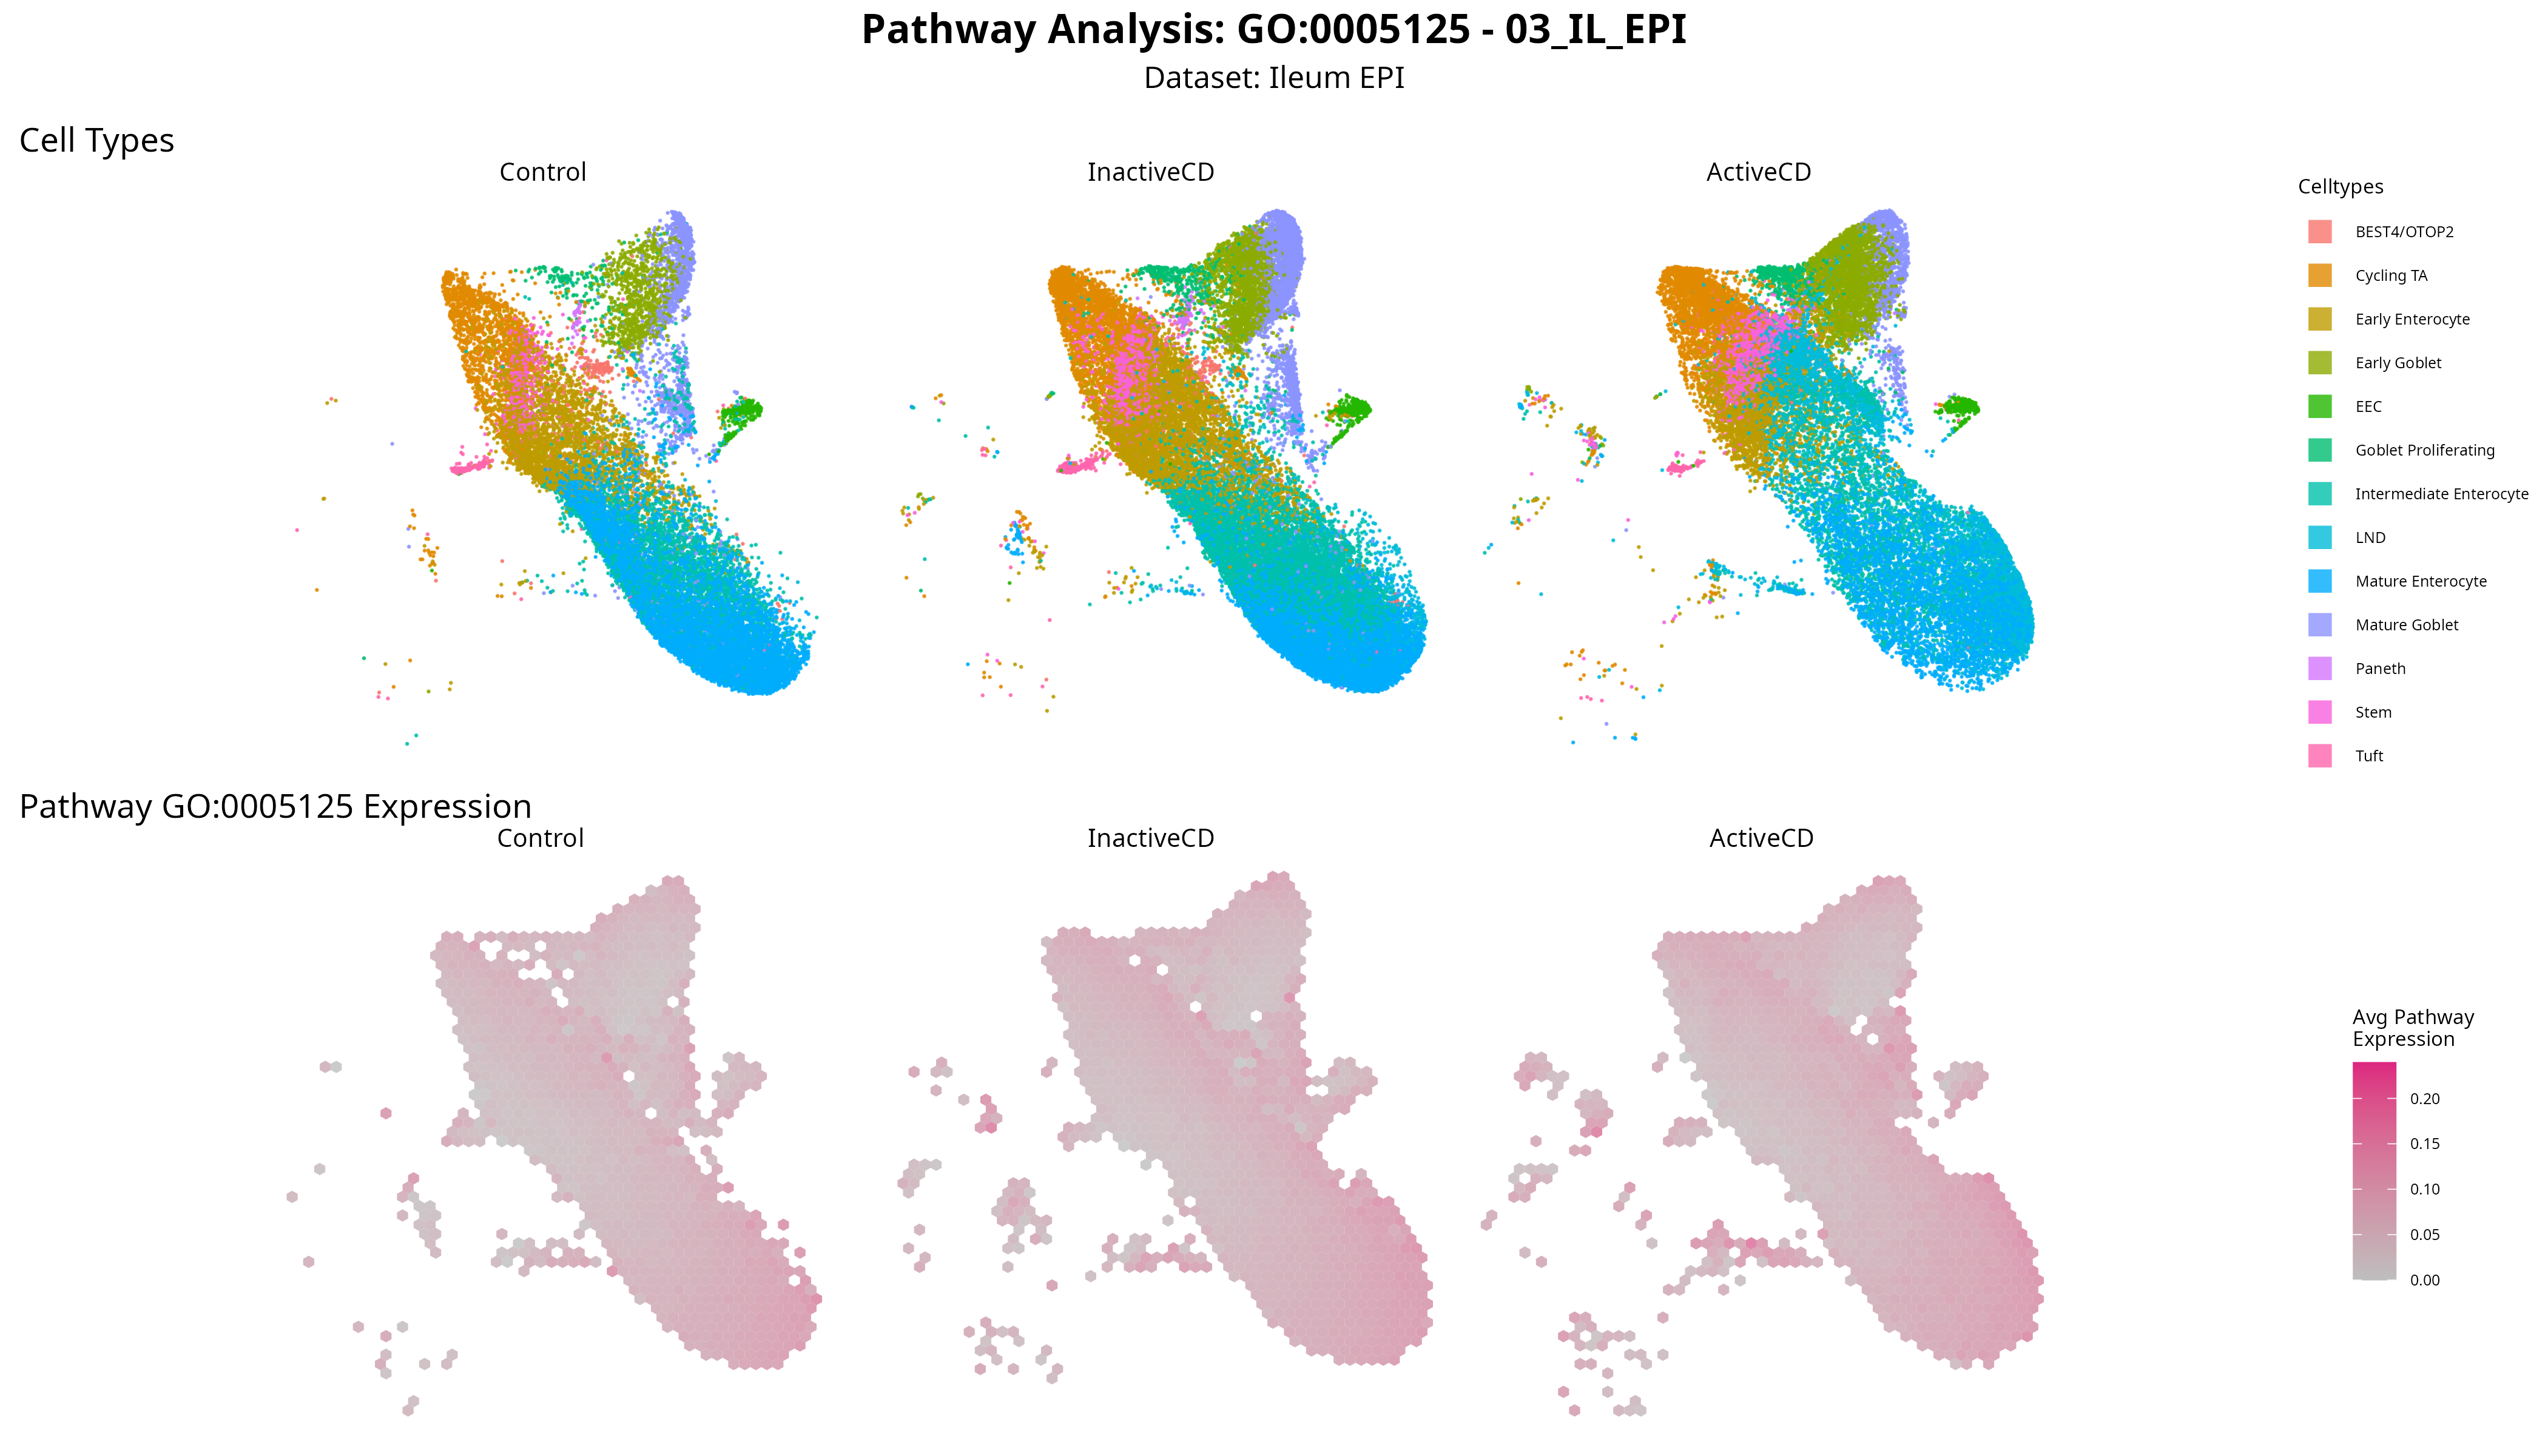 Pathway Analysis: GO:0005125 - 03_IL_EPI
Dataset: Ileum EPI
Cell Types
Control
InactiveCD
ActiveCD
Celltypes
BEST4/OTOP2
Cycling TA
Early Enterocyte
Early Goblet
EEC
Goblet Proliferating
Intermediate Enterocyte
LND
Mature Enterocyte
Mature Goblet
Paneth
Stem
Tuft
Pathway GO:0005125 Expression
Control
InactiveCD
ActiveCD
Avg Pathway
Expression
0.20
0.15
0.10
0.05
0.00